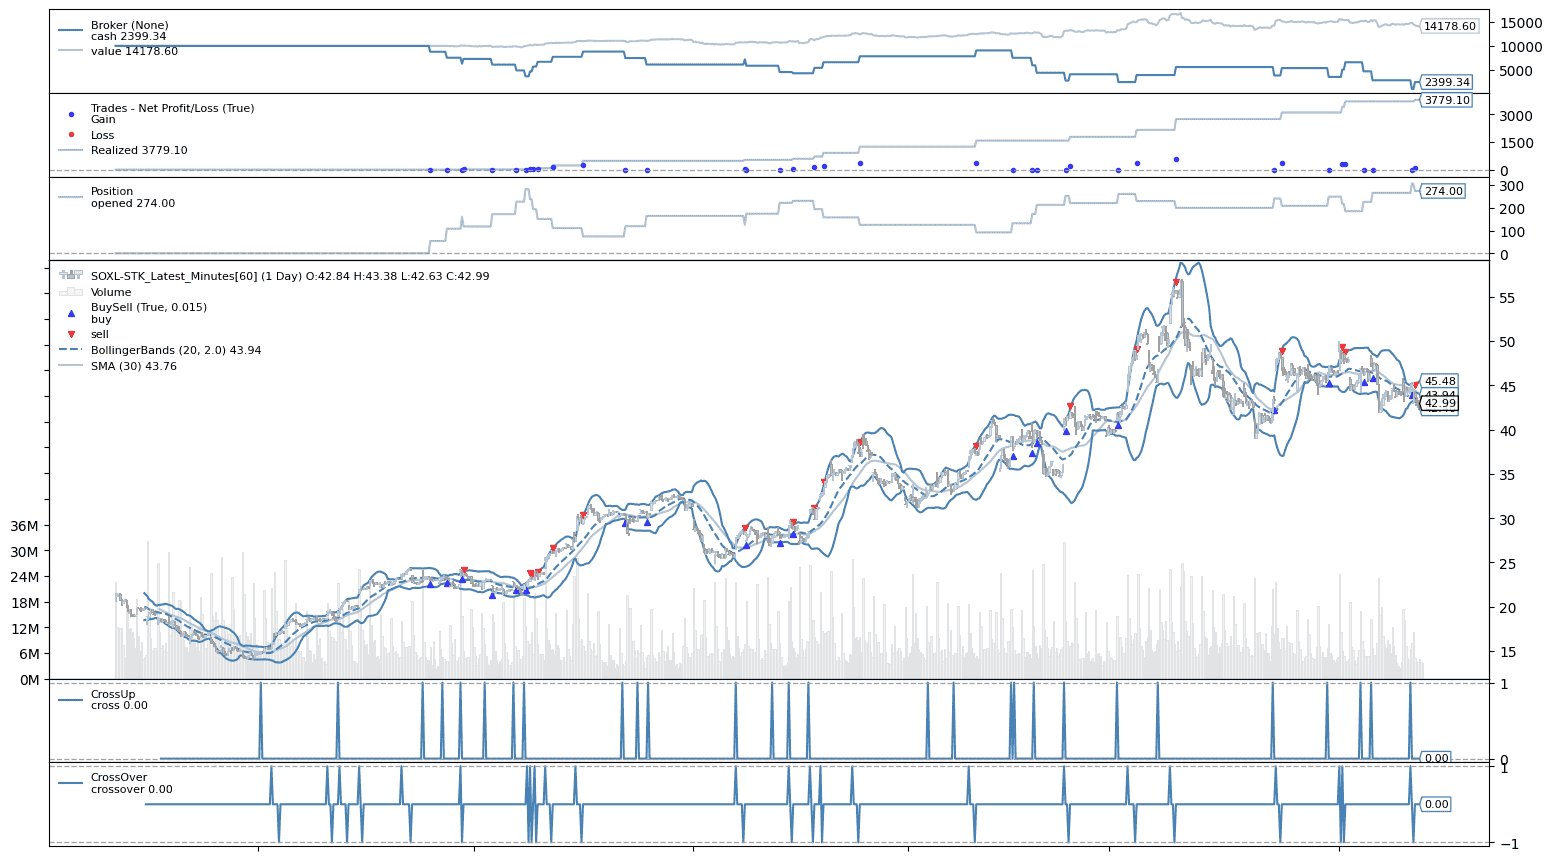 Broker (None)
cash 2399.34
value 14178.60
15000
14178.60
10000
5000
2399.34
Trades - Net Profit/Loss (True)
Gain
Loss
Realized 3779.10
3779.10
3000
1500
0
Position
opened 274.00
300
274.00
200
100
0
SOXL-STK_Latest_Minutes[60] (1 Day) O:42.84 H:43.38 L:42.63 C:42.99
Volume
BuySell (True, 0.015)
buy
sell
BollingerBands (20, 2.0) 43.94
SMA (30) 43.76
55
50
45
45.48
43.94
42.99
40
35
30
25
20
15
36M
30M
24M
18M
12M
6M
0M
CrossUp
cross 0.00
1
0
0.00
CrossOver
crossover 0.00
1
0.00
−1